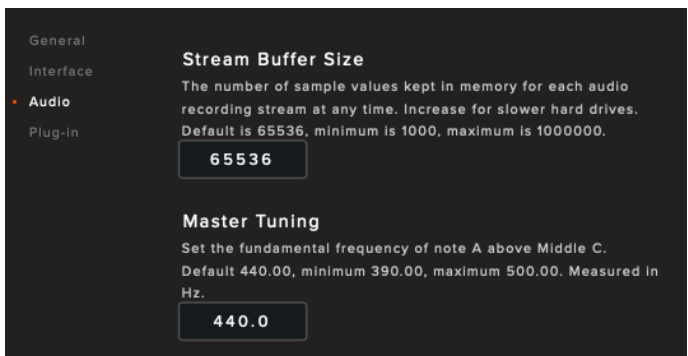 General
Interface
Audio
Plug-in
Stream Buffer Size
The number of sample values kept in memory for each audio
recording stream at any time. Increase for slower hard drives.
Default is 65536, minimum is 1000, maximum is 1000000.
65536
Master Tuning
Set the fundamental frequency of note A above Middle C.
Default 440.00, minimum 390.00, maximum 500.00. Measured in
Hz.
440.0